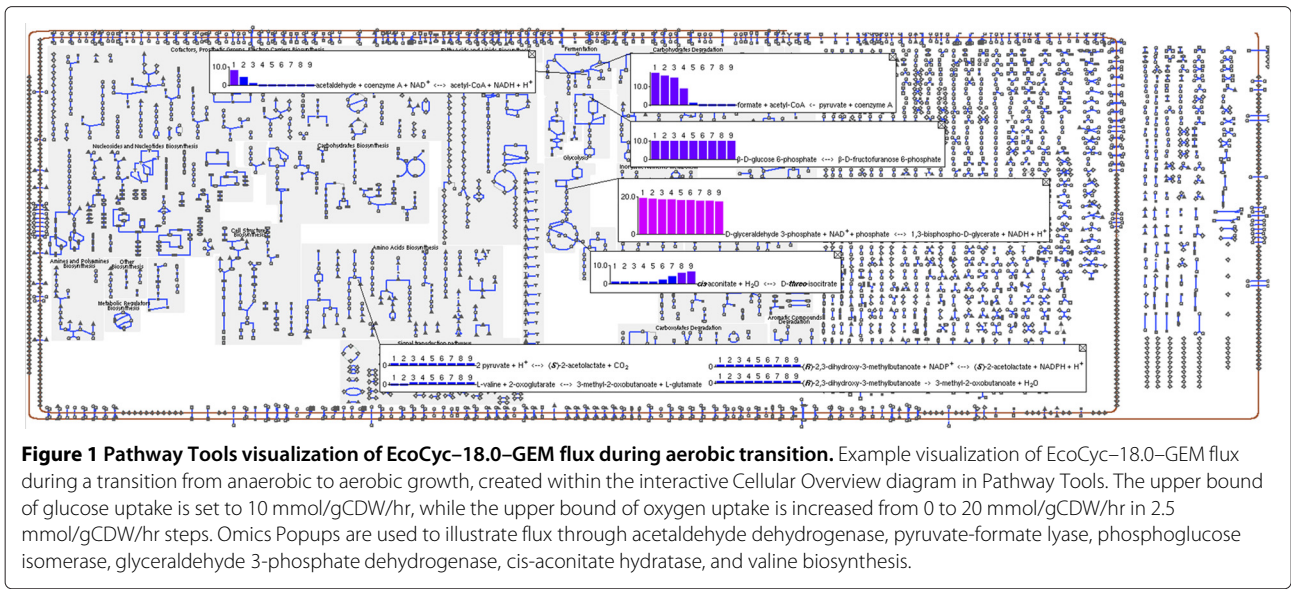 Cofactors, Prosthetic Groups, Electron Carriers Biosynthesis
Fermentation
Carbohydrates Degradation
1 2 3 4 5 6 7 8 9
10.0
acetaldehyde + coenzyme A + NAD⁺ <--> acetyl-CoA + NADH + H⁺
1 2 3 4 5 6 7 8 9
10.0
0
formate + acetyl-CoA <- pyruvate + coenzyme A
1 2 3 4 5 6 7 8 9
10.0
0
β-D-glucose 6-phosphate <--> β-D-fructofuranose 6-phosphate
Nucleosides and Nucleotides Biosynthesis
Carbohydrates Biosynthesis
Glycolysis
1 2 3 4 5 6 7 8 9
20.0
0
D-glyceraldehyde 3-phosphate + NAD⁺ + phosphate <--> 1,3-bisphospho-D-glycerate + NADH + H⁺
Cell Structures
Biosynthesis
Amino Acids Biosynthesis
Amines and Polyamines
Biosynthesis
Other
Biosynthesis
1 2 3 4 5 6 7 8 9
10.0
0
cis-aconitate + H₂O <--> D-threo-isocitrate
Metabolic Regulators
Biosynthesis
Carboxylates Degradation
Aromatic Compounds
Degradation
Signal transduction pathways
1 2 3 4 5 6 7 8 9
0
2 pyruvate + H⁺ <--> (S)-2-acetolactate + CO₂
1 2 3 4 5 6 7 8 9
0
(R)-2,3-dihydroxy-3-methylbutanoate + NADP⁺ <--> (S)-2-acetolactate + NADPH + H⁺
1 2 3 4 5 6 7 8 9
0
L-valine + 2-oxoglutarate <--> 3-methyl-2-oxobutanoate + L-glutamate
1 2 3 4 5 6 7 8 9
0
(R)-2,3-dihydroxy-3-methylbutanoate -> 3-methyl-2-oxobutanoate + H₂O
Figure 1 Pathway Tools visualization of EcoCyc–18.0–GEM flux during aerobic transition. Example visualization of EcoCyc–18.0–GEM flux
during a transition from anaerobic to aerobic growth, created within the interactive Cellular Overview diagram in Pathway Tools. The upper bound
of glucose uptake is set to 10 mmol/gCDW/hr, while the upper bound of oxygen uptake is increased from 0 to 20 mmol/gCDW/hr in 2.5
mmol/gCDW/hr steps. Omics Popups are used to illustrate flux through acetaldehyde dehydrogenase, pyruvate-formate lyase, phosphoglucose
isomerase, glyceraldehyde 3-phosphate dehydrogenase, cis-aconitate hydratase, and valine biosynthesis.